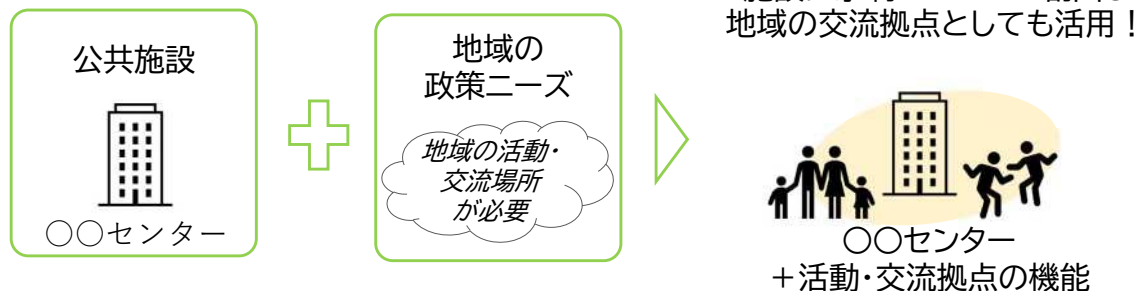 地域の交流拠点としても活用！
公共施設
○○センター
地域の
政策ニーズ
地域の活動・
交流場所
が必要
○○センター
＋活動・交流拠点の機能